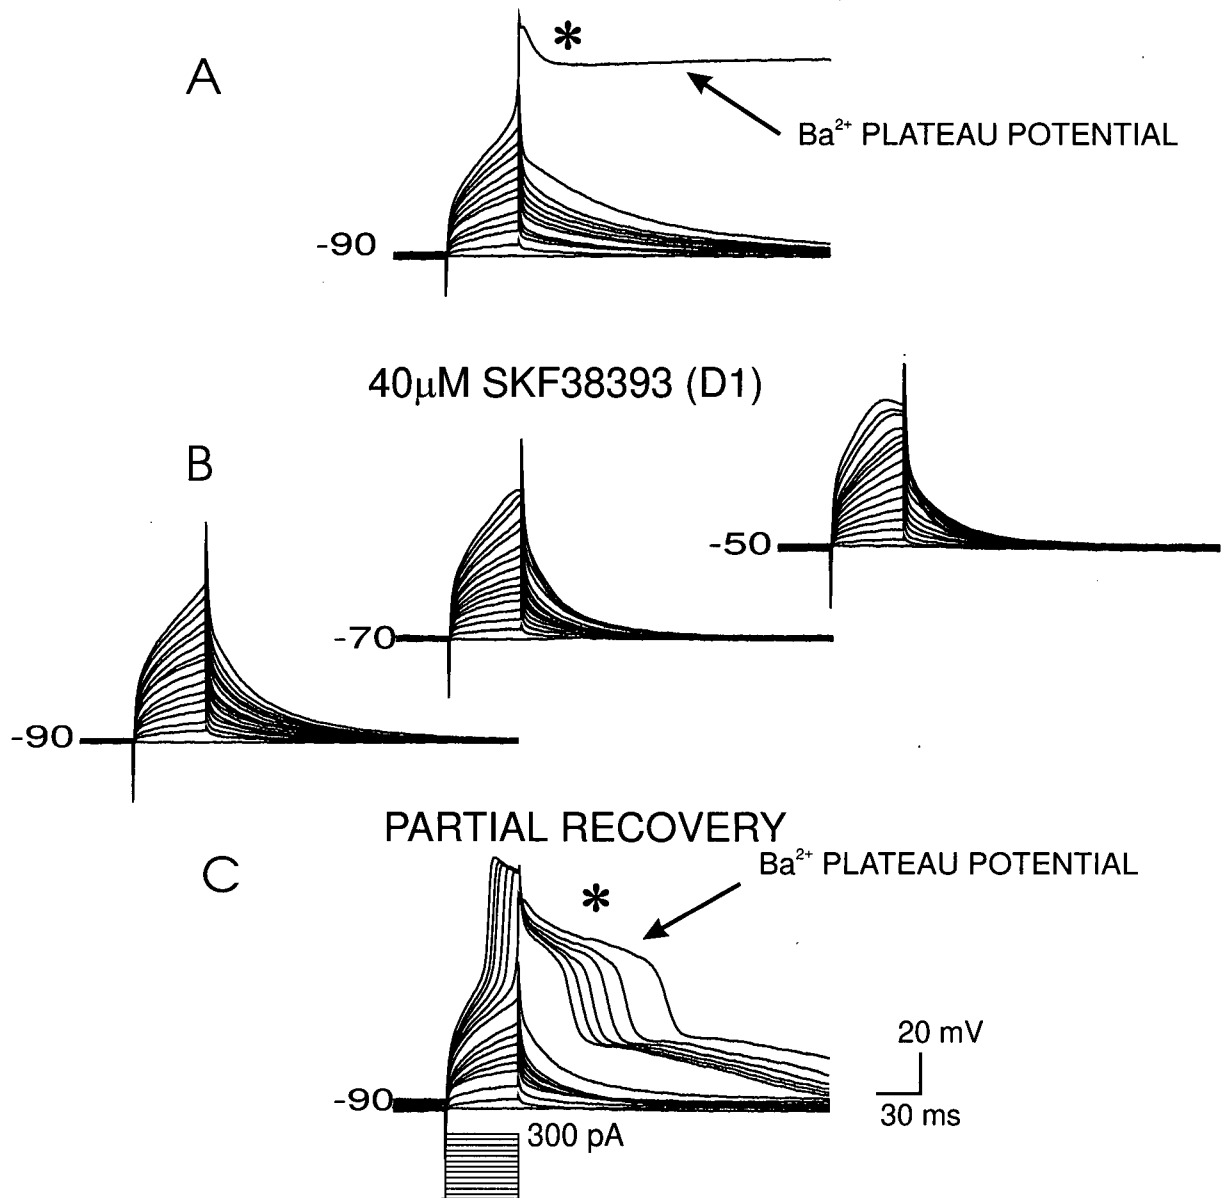 A
*
Ba²⁺ PLATEAU POTENTIAL
-90
40µM SKF38393 (D1)
B
-50
-70
-90
PARTIAL RECOVERY
C
Ba²⁺ PLATEAU POTENTIAL
*
20 mV
-90
30 ms
300 pA